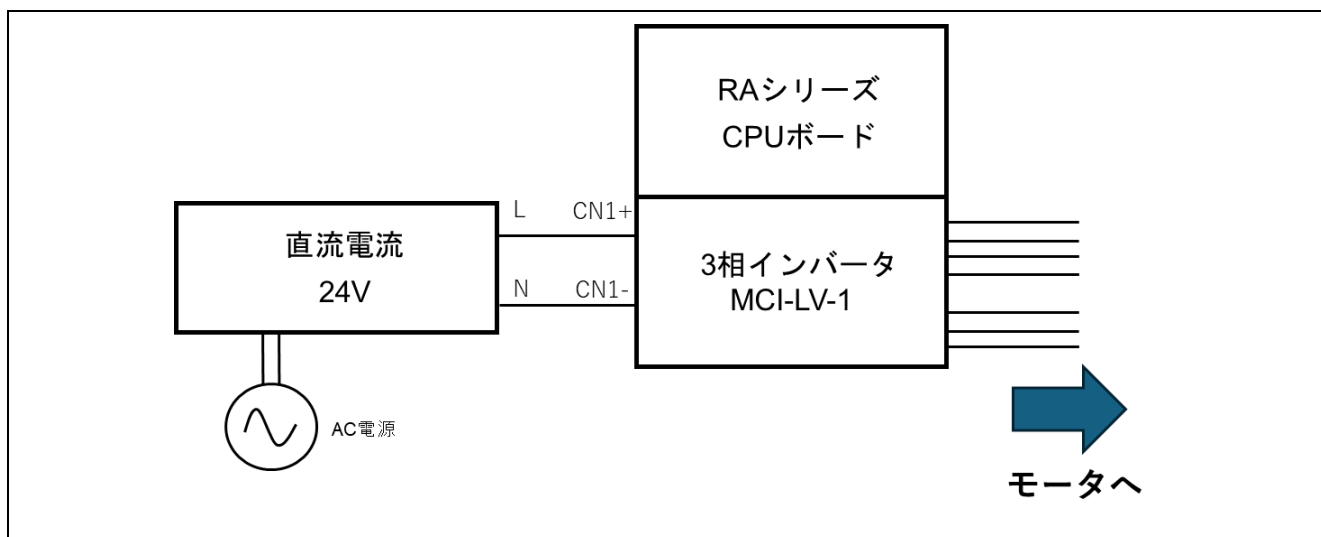 RAシリーズ
CPUボード
L
CN1+
直流電流
24V
N
CN1-
3相インバータ
MCI-LV-1
AC電源
モータへ